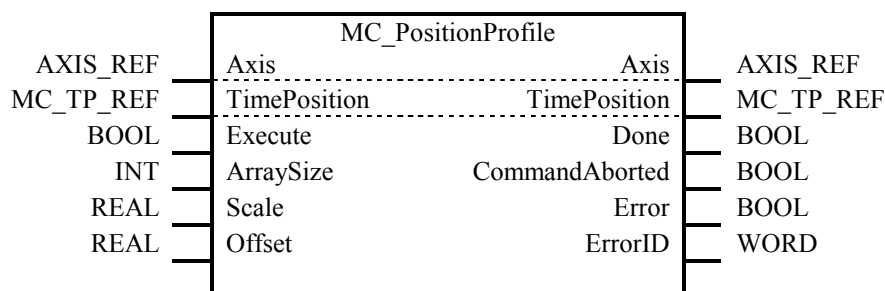 MC_PositionProfile
AXIS_REF Axis Axis AXIS_REF
MC_TP_REF TimePosition TimePosition MC_TP_REF
BOOL Execute Done BOOL
INT ArraySize CommandAborted BOOL
REAL Scale Error BOOL
REAL Offset ErrorID WORD